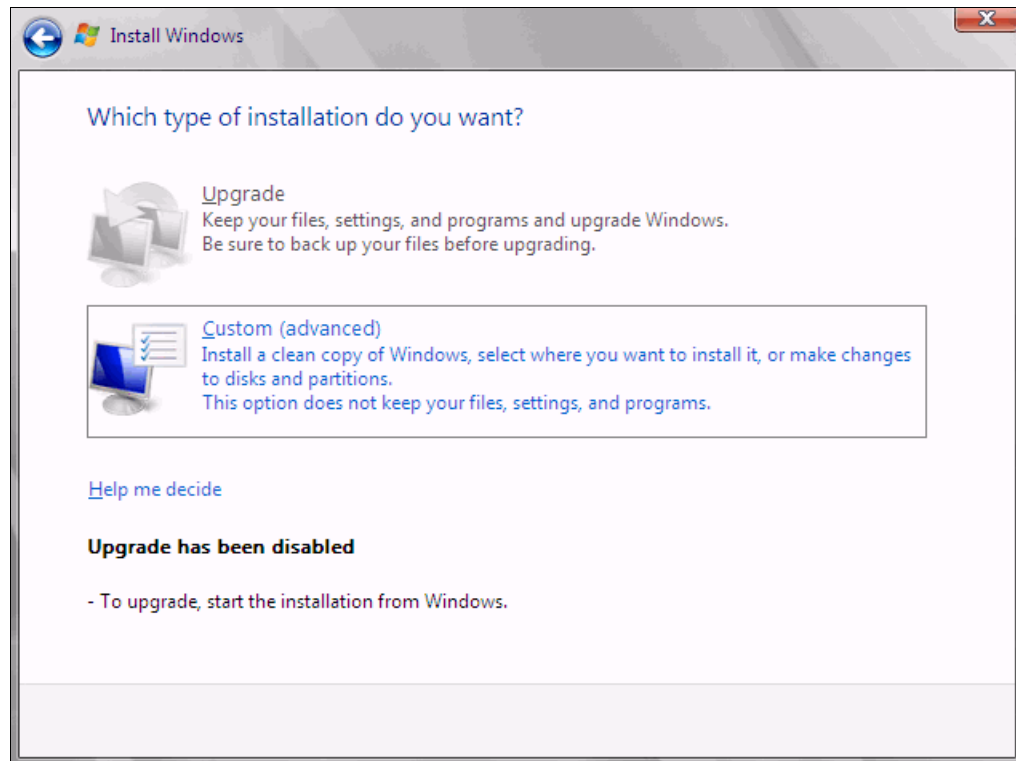 Install Windows
Which type of installation do you want?
Upgrade
Keep your files, settings, and programs and upgrade Windows.
Be sure to back up your files before upgrading.
Custom (advanced)
Install a clean copy of Windows, select where you want to install it, or make changes
to disks and partitions.
This option does not keep your files, settings, and programs.
Help me decide
Upgrade has been disabled
- To upgrade, start the installation from Windows.